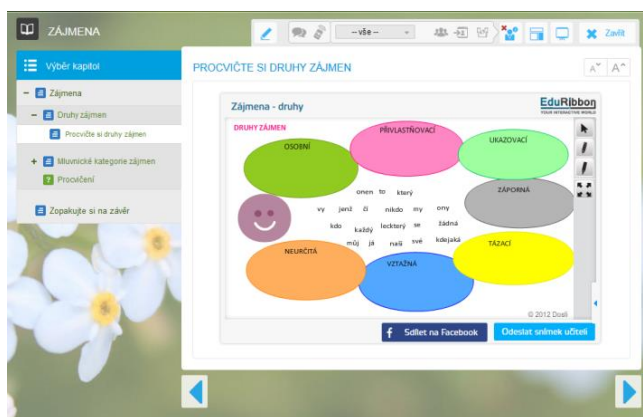 ZÁJMENA
– vše –
Zavřít
Výběr kapitol
Zájmena
Druhy zájmen
Procvičte si druhy zájmen
Mluvnické kategorie zájmen
Procvičení
Zopakujte si na závěr
PROCVIČTE SI DRUHY ZÁJMEN
A A
Zájmena - druhy
EduRibbon
YOUR INTERACTIVE WORLD
DRUHY ZÁJMEN
OSOBNÍ
PŘIVLASTŇOVACÍ
UKAZOVACÍ
ZÁPORNÁ
onen to který
vy jenž čí nikdo my ony
kdo každý leckterý se žádná
můj já naši své kdejaká
NEURČITÁ
VZTAŽNÁ
TÁZACÍ
© 2012 Dosli
f Sdílet na Facebook
Odeslat snímek učiteli